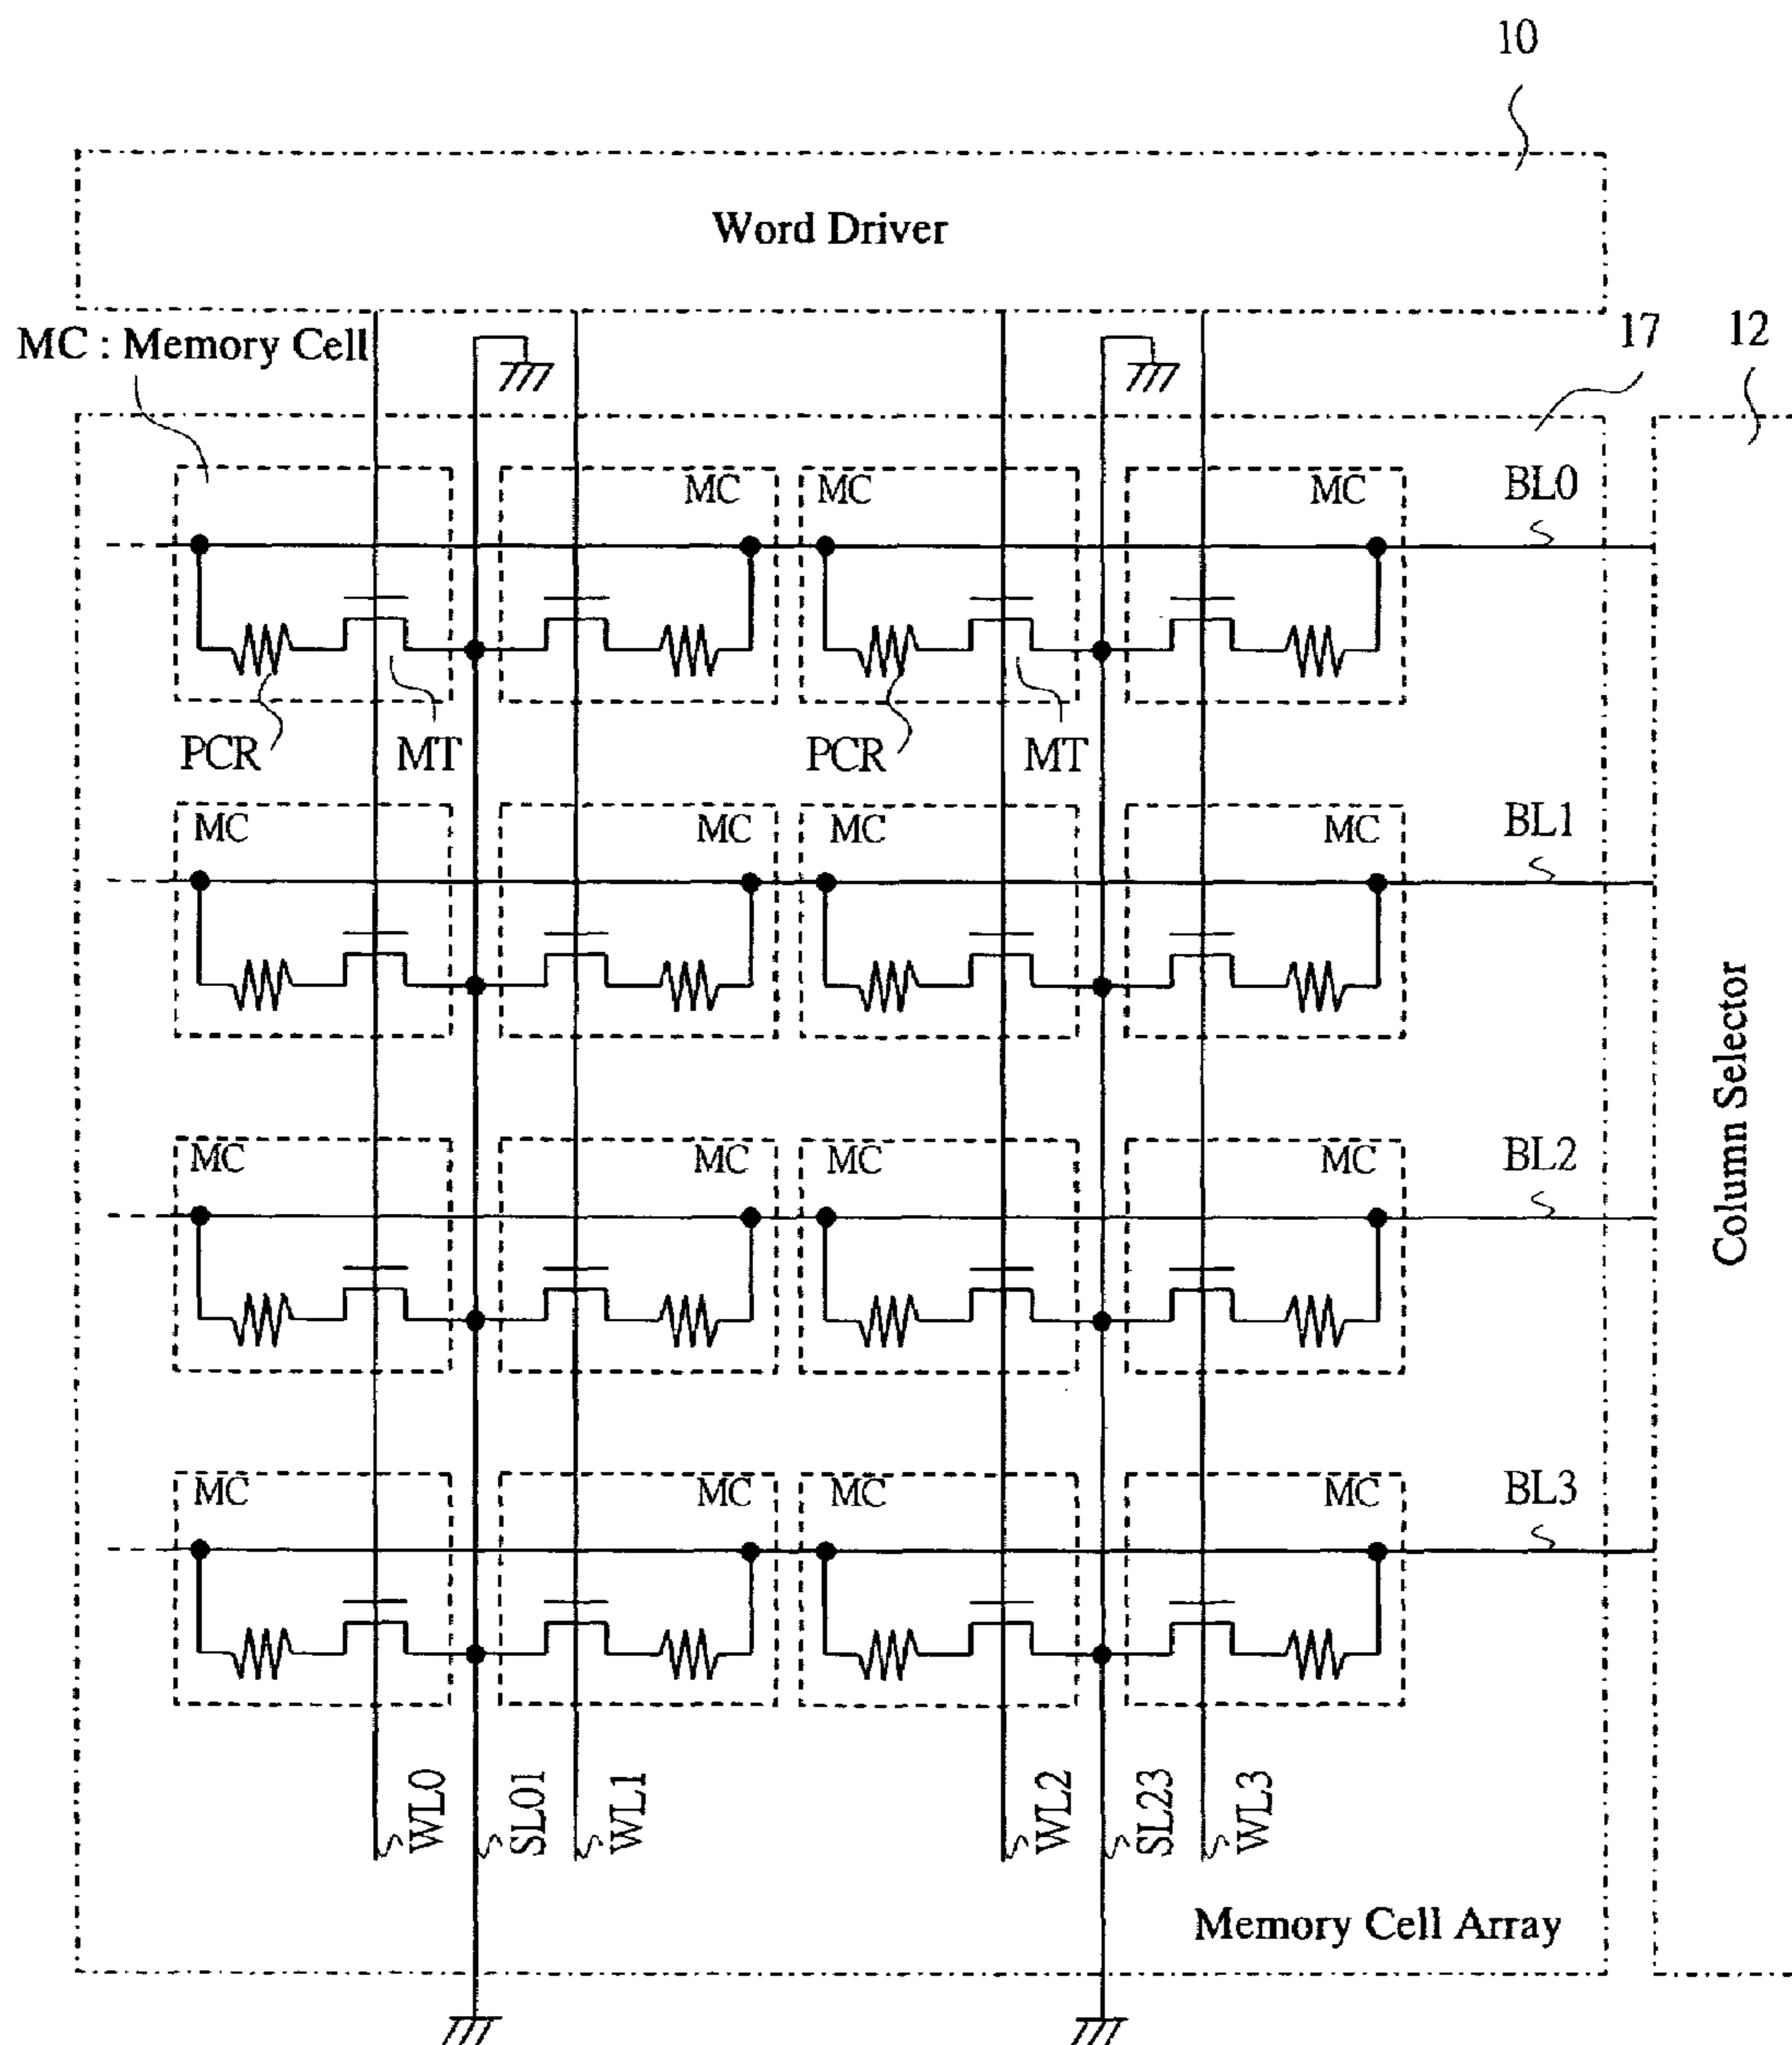 10
Word Driver
MC : Memory Cell
17
12
MC
MC
MC
BL0
PCR
MT
PCR
MT
MC
MC
MC
MC
BL1
MC
MC
MC
MC
BL2
Column Selector
MC
MC
MC
MC
BL3
WL0
SL01
WL1
WL2
SL23
WL3
Memory Cell Array